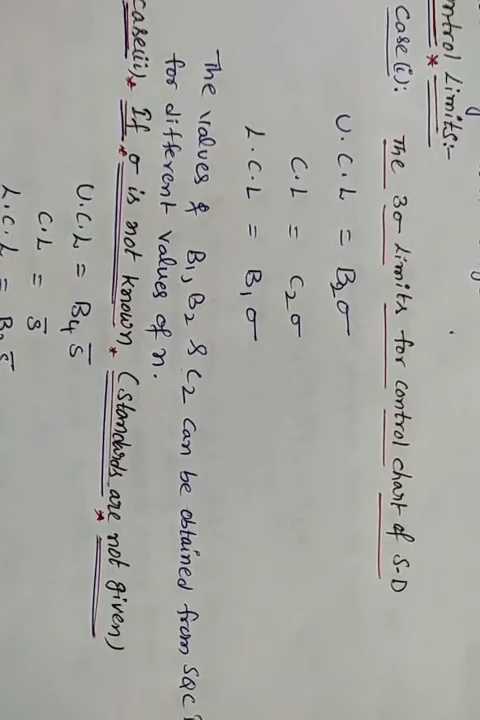 ntrol Limits:-
Case(i): The 3σ Limits for control chart of S-D
U.C.L = B2σ
C.L = C2σ
L.C.L = B1σ
The values of B1, B2 & C2 can be obtained from SQC
for different values of n.
case(ii) If σ is not known (standards are not given)
U.C.L = B4 s̄
C.L = s̄
L.C.L = B3 s̄